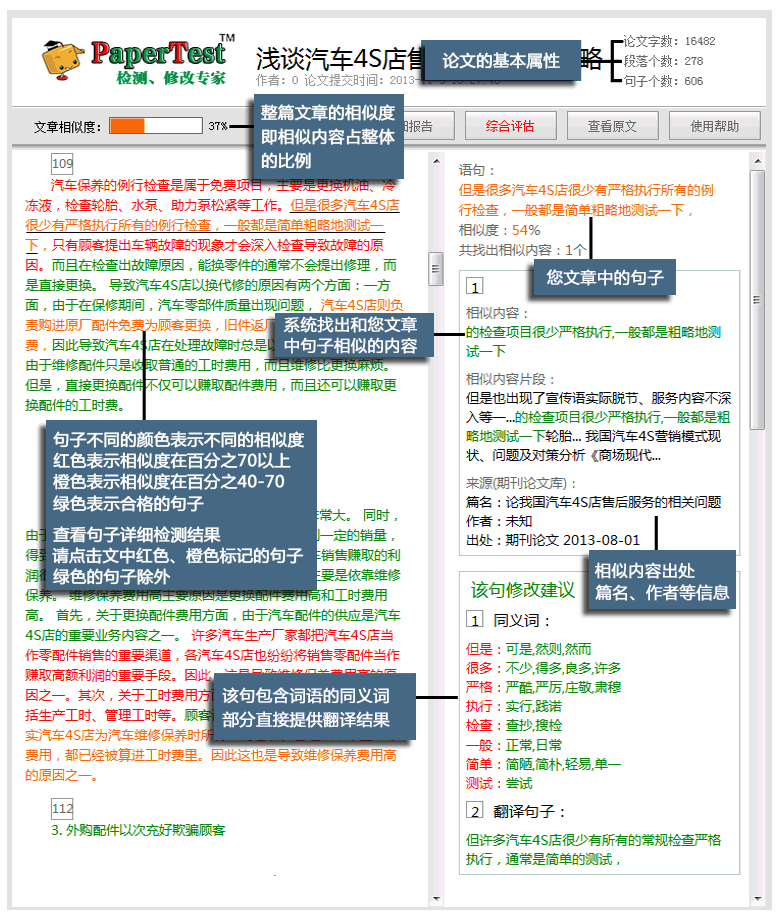 PaperTest™
检测、修改专家
浅谈汽车4S店售
略
作者：0 论文提交时间：2013-
论文的基本属性
论文字数：16482
段落个数：278
句子个数：606
文章相似度：
37%
整篇文章的相似度
即相似内容占整体
的比例
报告
综合评估
查看原文
使用帮助
109
汽车保养的例行检查是属于免费项目，主要是更换机油、冷
冻液，检查轮胎、水泵、助力泵松紧等工作。但是很多汽车4S店
很少有严格执行所有的例行检查，一般都是简单粗略地测试一
下，只有顾客提出车辆故障的现象才会深入检查导致故障的原
因。而且在检查出故障原因，能换零件的通常不会提出修理，而
是直接更换。 导致汽车4S店以换代修的原因有两个方面：一方
面，由于在保修期间，汽车零部件质量出现问题， 汽车4S店则负
责购进原厂配件免费为顾客更换，旧件返厂
费，因此导致汽车4S店在处理故障时总是以
由于维修配件只是收取普通的工时费用，而且维修比更换麻烦。
但是，直接更换配件不仅可以赚取配件费用，而且还可以赚取更
换配件的工时费。
系统找出和您文章
中句子相似的内容
句子不同的颜色表示不同的相似度
红色表示相似度在百分之70以上
橙色表示相似度在百分之40-70
绿色表示合格的句子
查看句子详细检测结果
请点击文中红色、橙色标记的句子
绿色的句子除外
常大。 同时，
由于
一定的销量，
得
车销售赚取的利
润
主要是依靠维修
保养。 维修保养费用高主要原因是更换配件费用高和工时费用
高。 首先，关于更换配件费用方面，由于汽车配件的供应是汽车
4S店的重要业务内容之一。 许多汽车生产厂家都把汽车4S店当
作零配件销售的重要渠道，各汽车4S店也纷纷将销售零配件当作
赚取高额利润的重要手段。因此，这是导致维修保养费用高的原
因之一。其次，关于工时费用方
括生产工时、管理工时等。顾客
实汽车4S店为汽车维修保养时所
费用，都已经被算进工时费里。因此这也是导致维修保养费用高
的原因之一。
该句包含词语的同义词
部分直接提供翻译结果
112
3. 外购配件以次充好欺骗顾客
语句：
但是很多汽车4S店很少有严格执行所有的例
行检查，一般都是简单粗略地测试一下，
相似度：54%
共找出相似内容：1个
您文章中的句子
1
相似内容：
的检查项目很少严格执行,一般都是粗略地测
试一下
相似内容片段：
但是也出现了宣传语实际脱节、服务内容不深
入等一...的检查项目很少严格执行,一般都是粗
略地测试一下轮胎... 我国汽车4S营销模式现
状、问题及对策分析《商场现代...
来源(期刊论文库)：
篇名：论我国汽车4S店售后服务的相关问题
作者：未知
出处：期刊论文 2013-08-01
相似内容出处
篇名、作者等信息
该句修改建议
1 同义词：
但是：可是,然则,然而
很多：不少,得多,良多,许多
严格：严酷,严厉,庄敬,肃穆
执行：实行,践诺
检查：查抄,搜检
一般：正常,日常
简单：简陋,简朴,轻易,单一
测试：尝试
2 翻译句子：
但许多汽车4S店很少有所有的常规检查严格
执行，通常是简单的测试，